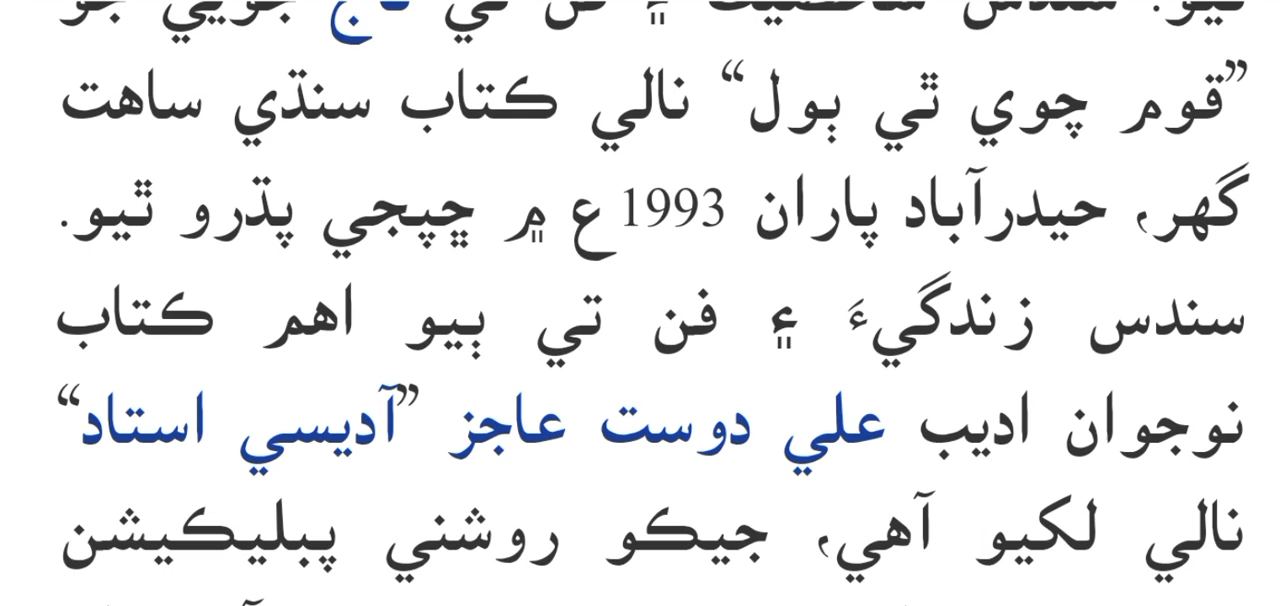 ”قوم چوي ٿي ٻول“ نالي ڪتاب سنڌي ساهت
گهر، حيدرآباد پاران 1993ع ۾ ڇپجي پڌرو ٿيو.
سندس زندگيءَ ۽ فن تي ٻيو اهم ڪتاب
نوجوان اديب علي دوست عاجز ”آديسي استاد“
نالي لکيو آهي، جيڪو روشني پبليڪيشن